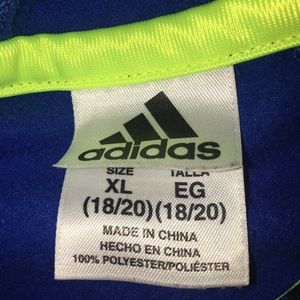 adidas
SIZE TALLA
XL EG
(18/20) (18/20)
MADE IN CHINA
HECHO EN CHINA
100% POLYESTER/POLIÉSTER